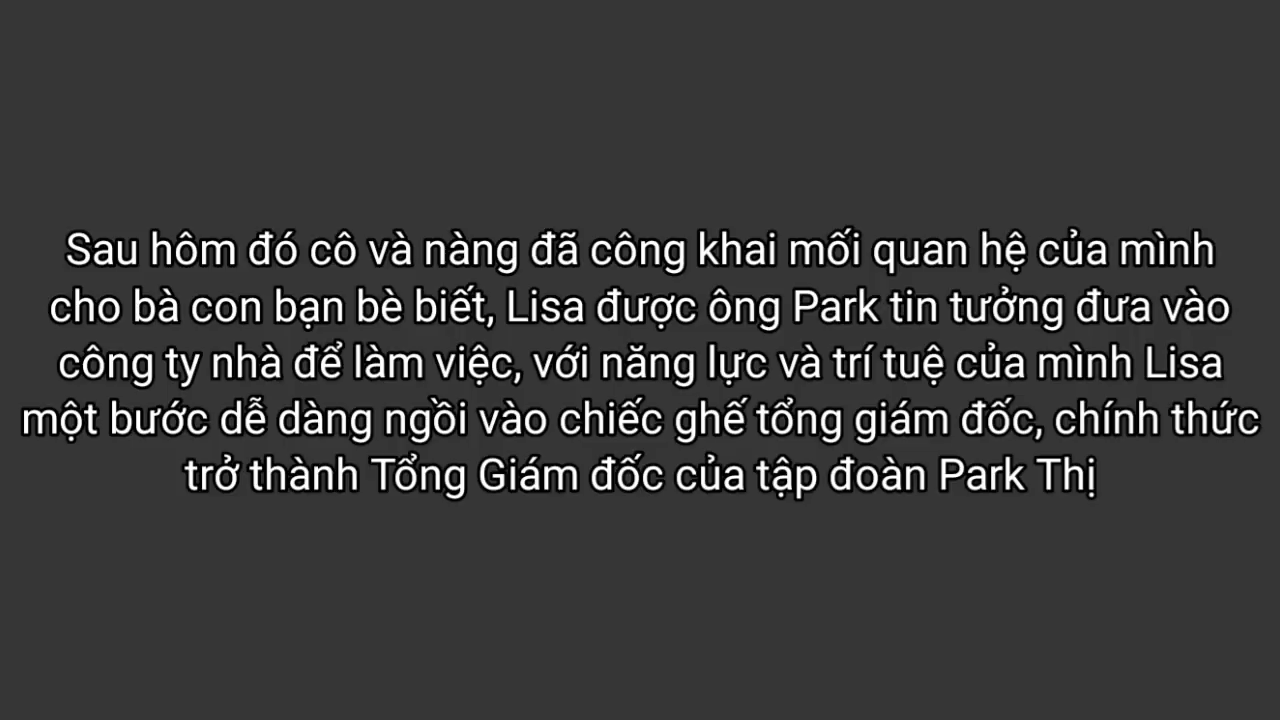 Sau hôm đó cô và nàng đã công khai mối quan hệ của mình
cho bà con bạn bè biết, Lisa được ông Park tin tưởng đưa vào
công ty nhà để làm việc, với năng lực và trí tuệ của mình Lisa
một bước dễ dàng ngồi vào chiếc ghế tổng giám đốc, chính thức
trở thành Tổng Giám đốc của tập đoàn Park Thị